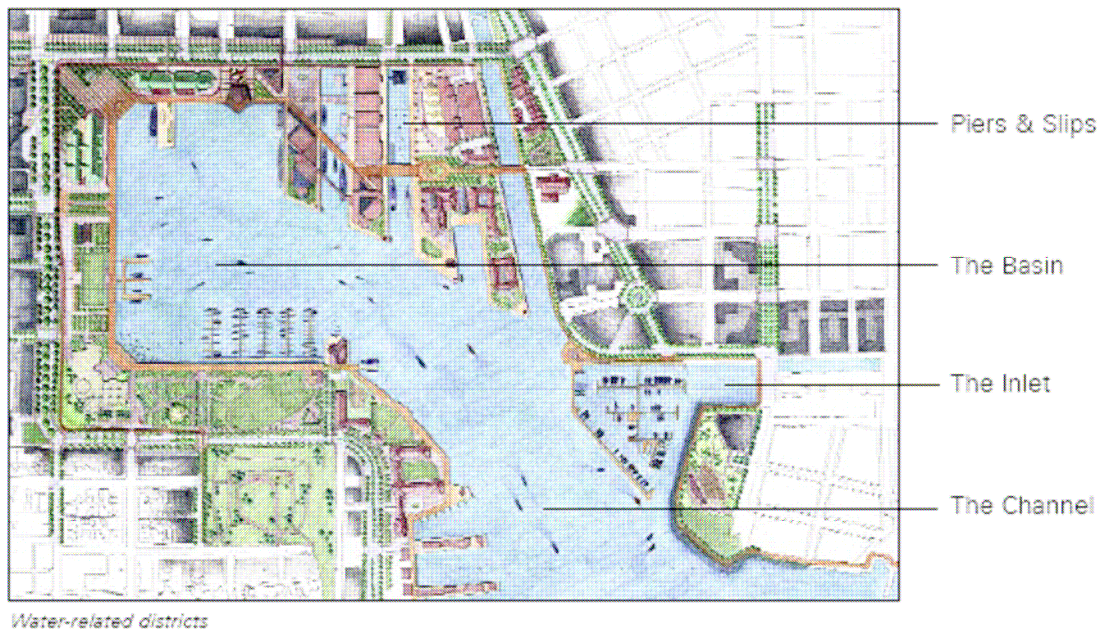 Piers & Slips
The Basin
The Inlet
The Channel
Water-related districts